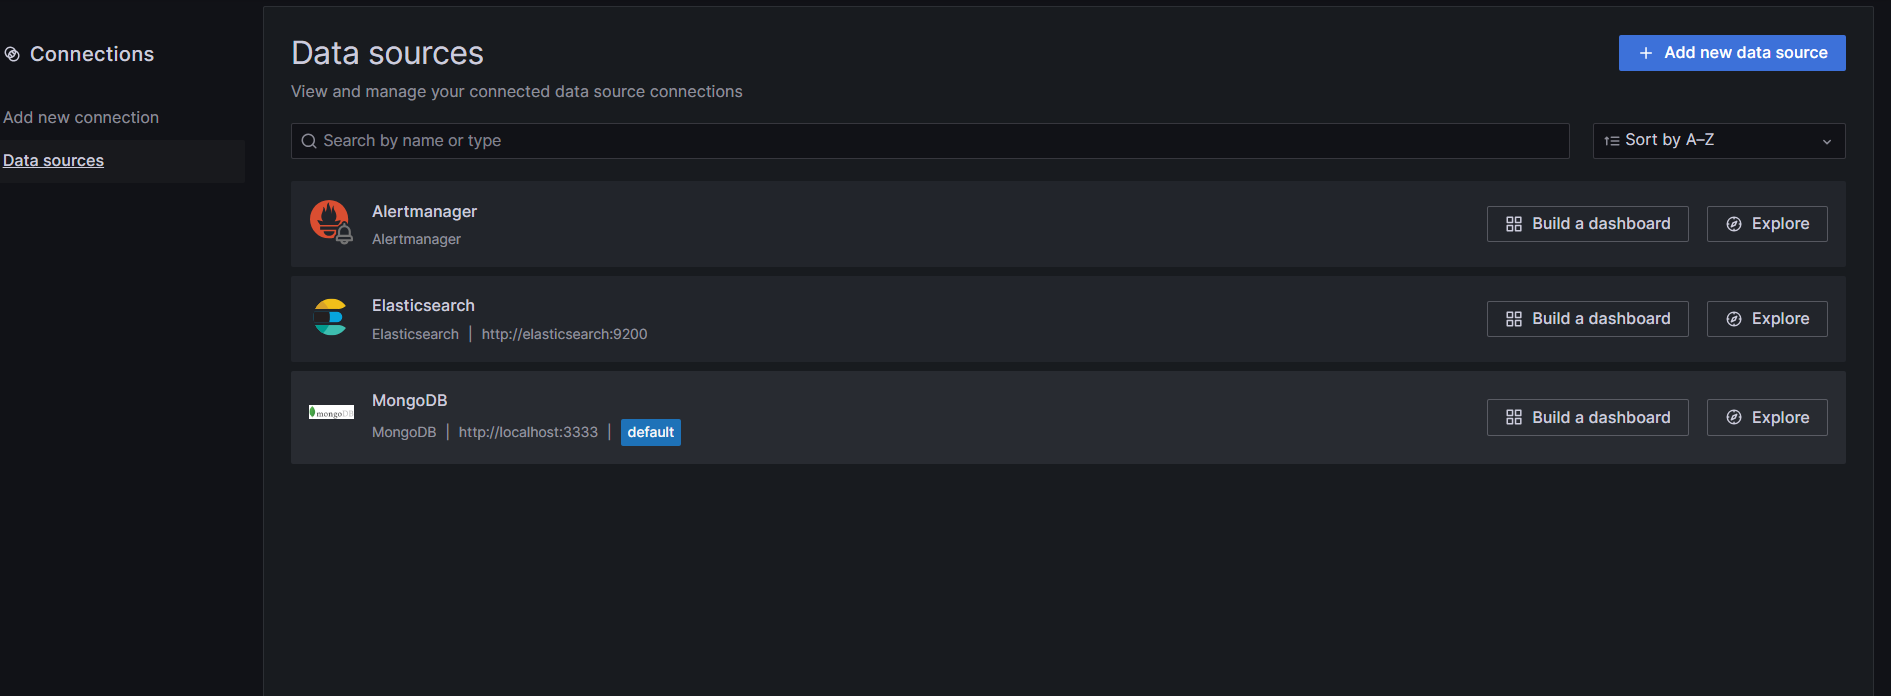 Connections
Add new connection
Data sources
Data sources
View and manage your connected data source connections
+ Add new data source
Search by name or type
Sort by A–Z
Alertmanager
Alertmanager
Build a dashboard
Explore
Elasticsearch
Elasticsearch | http://elasticsearch:9200
Build a dashboard
Explore
mongoDB
MongoDB
MongoDB | http://localhost:3333 | default
Build a dashboard
Explore